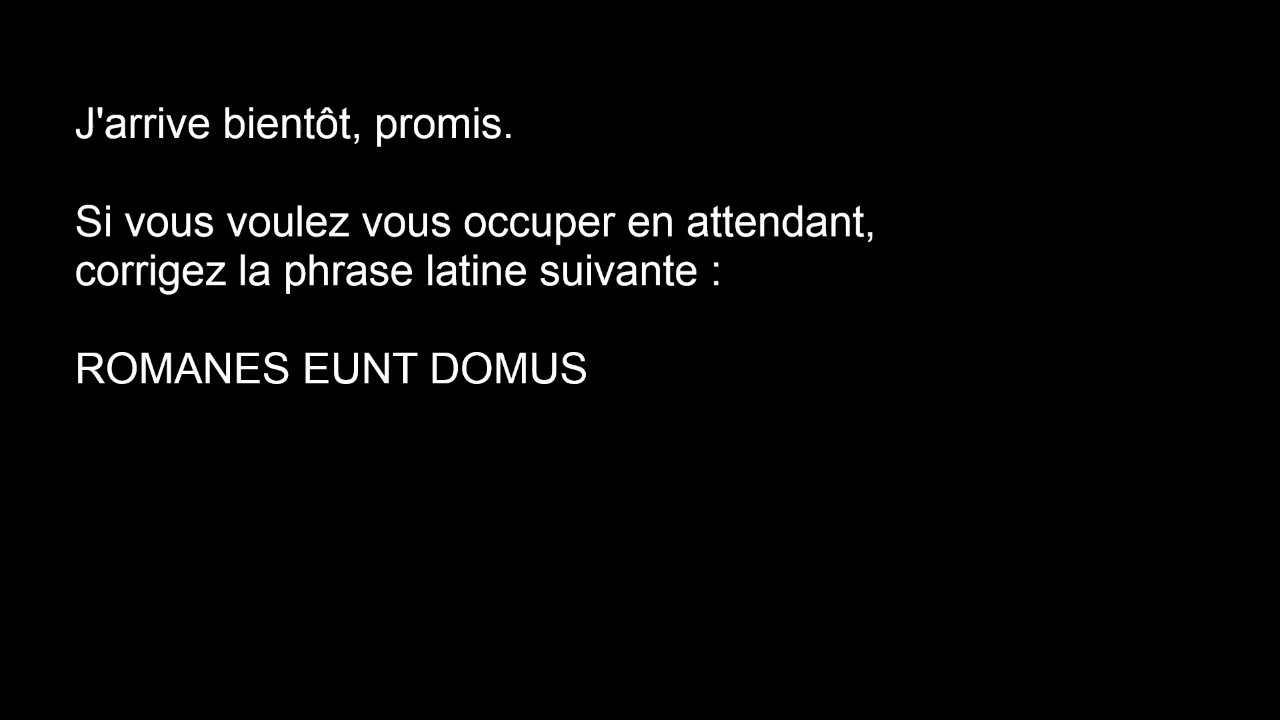 J'arrive bientôt, promis.
Si vous voulez vous occuper en attendant,
corrigez la phrase latine suivante :
ROMANES EUNT DOMUS